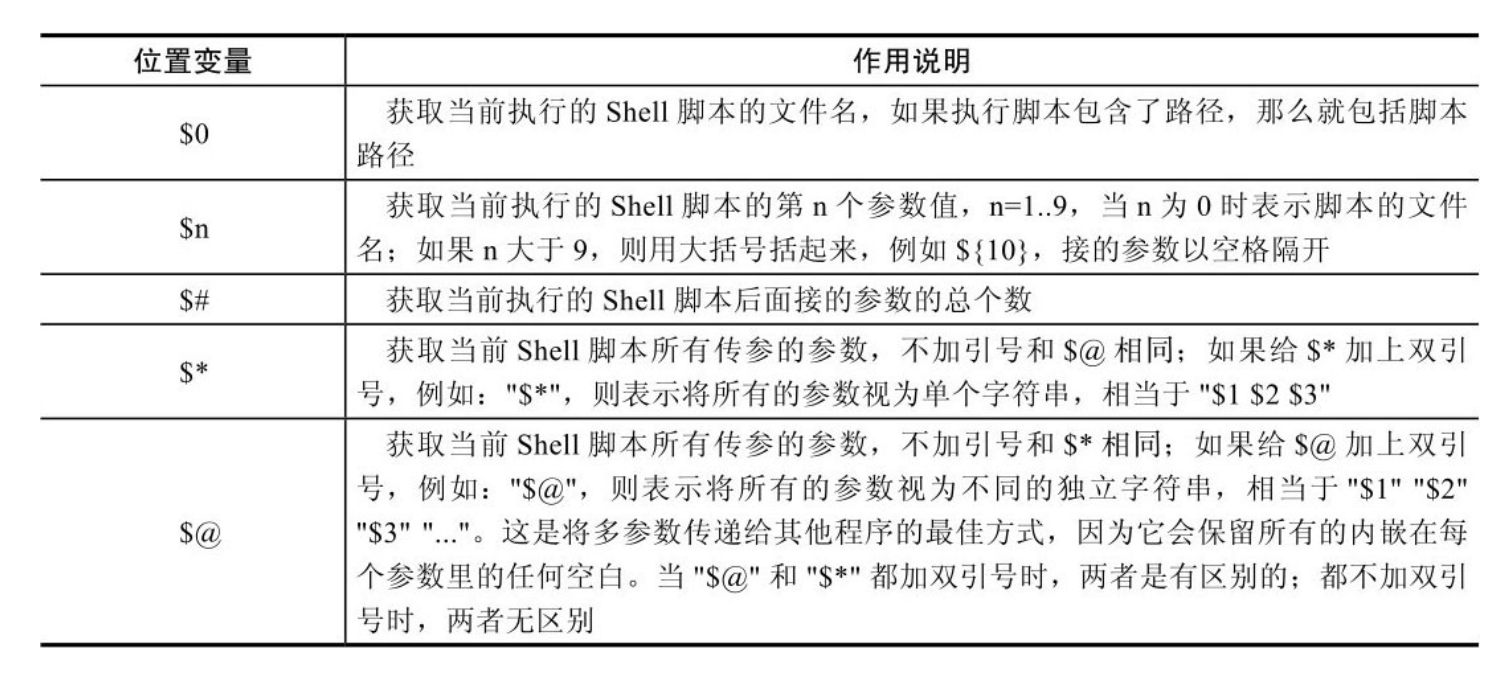 位置变量 作用说明
$0 获取当前执行的 Shell 脚本的文件名，如果执行脚本包含了路径，那么就包括脚本
路径
$n 获取当前执行的 Shell 脚本的第 n 个参数值，n=1..9，当 n 为 0 时表示脚本的文件
名；如果 n 大于 9，则用大括号括起来，例如 ${10}，接的参数以空格隔开
$# 获取当前执行的 Shell 脚本后面接的参数的总个数
$* 获取当前 Shell 脚本所有传参的参数，不加引号和 $@ 相同；如果给 $* 加上双引
号，例如："$*"，则表示将所有的参数视为单个字符串，相当于 "$1 $2 $3"
$@ 获取当前 Shell 脚本所有传参的参数，不加引号和 $* 相同；如果给 $@ 加上双引
号，例如："$@"，则表示将所有的参数视为不同的独立字符串，相当于 "$1" "$2"
"$3" "..."。这是将多参数传递给其他程序的最佳方式，因为它会保留所有的内嵌在每
个参数里的任何空白。当 "$@" 和 "$*" 都加双引号时，两者是有区别的；都不加双引
号时，两者无区别